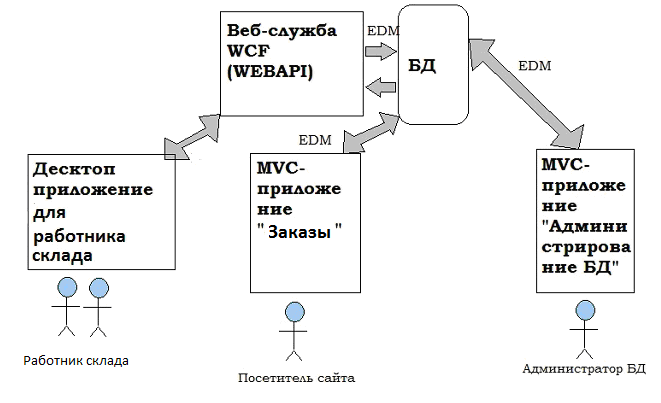 Веб-служба
WCF
(WEBAPI)
EDM
БД
EDM
EDM
Десктоп
приложение
для
работника
склада
MVC-
приложе
ние
" Заказы "
MVC-
приложе
ние
"Админи
стрирова
ние БД"
Работник склада
Посетитель сайта
Администратор БД